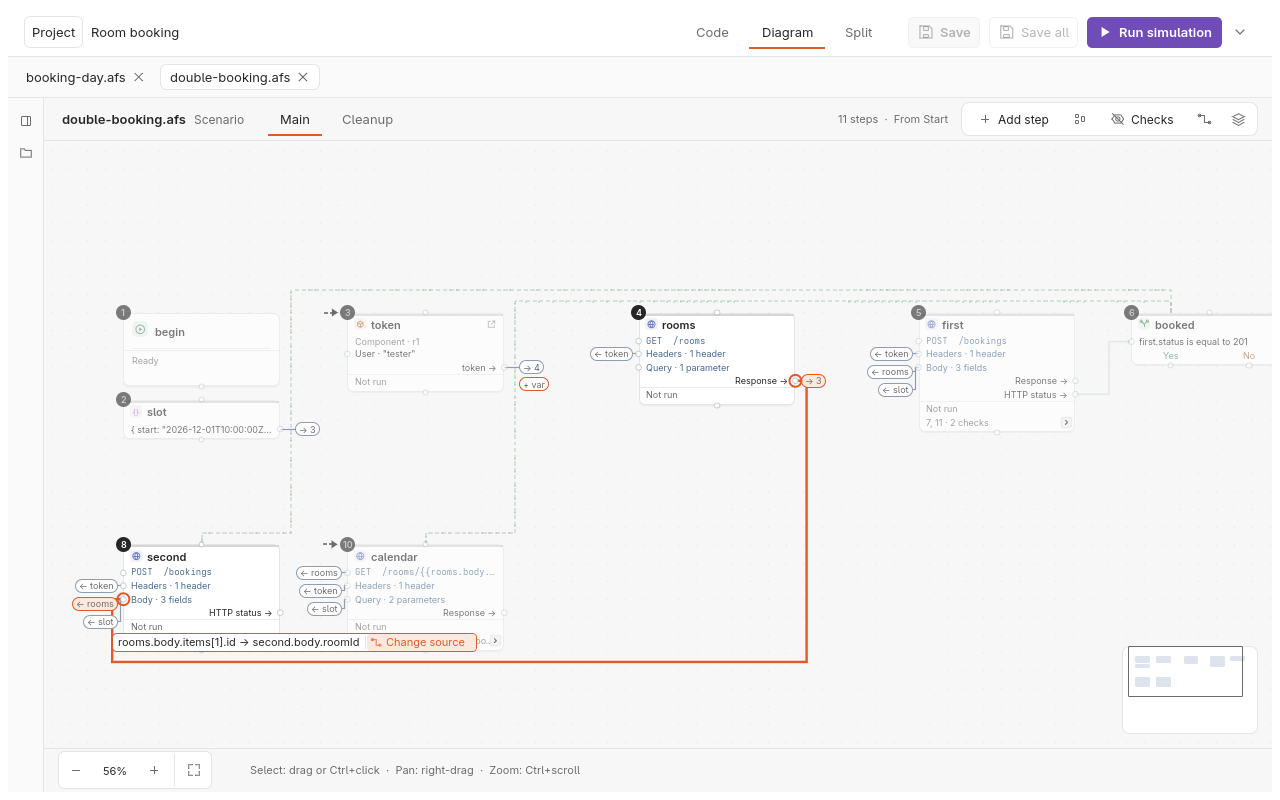 Project Room booking Code Diagram Split Save Save all Run simulation
booking-day.afs double-booking.afs
double-booking.afs Scenario Main Cleanup 11 steps · From Start Add step Checks
1
begin
Ready
2
slot
{ start: "2026-12-01T10:00:00Z...
→ 3
3
token
Component · r1
User · "tester"
token →
→ 4
+ var
Not run
4
rooms
GET /rooms
← token
Headers · 1 header
Query · 1 parameter
Response →
→ 3
Not run
5
first
POST /bookings
← token
Headers · 1 header
← rooms
Body · 3 fields
← slot
Response →
HTTP status →
Not run
7, 11 · 2 checks
6
booked
first.status is equal to 201
Yes No
8
second
POST /bookings
← token
Headers · 1 header
← rooms
Body · 3 fields
HTTP status →
← slot
Not run
10
calendar
← rooms
GET /rooms/{{rooms.body...
Headers · 1 header
← token
Query · 2 parameters
← slot
Response →
Not run
rooms.body.items[1].id → second.body.roomId Change source
56% Select: drag or Ctrl+click · Pan: right-drag · Zoom: Ctrl+scroll